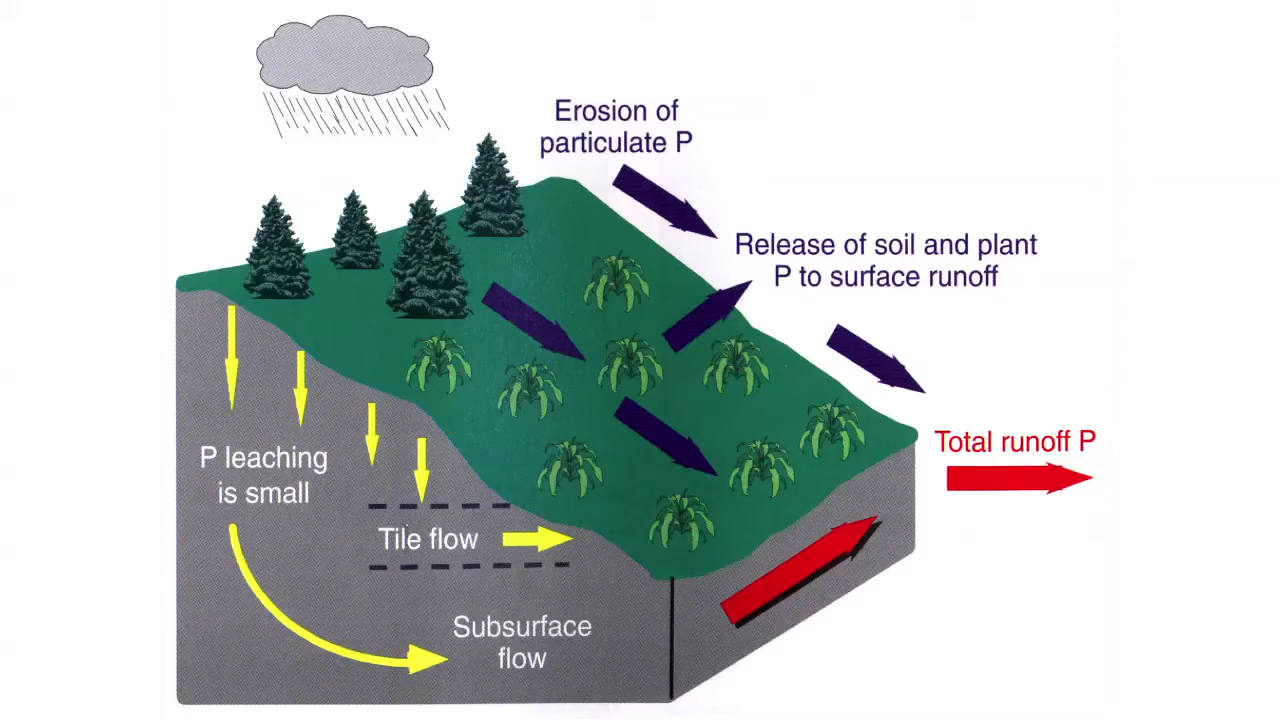 Erosion of
particulate P
Release of soil and plant
P to surface runoff
Total runoff P
P leaching
is small
Tile flow
Subsurface
flow